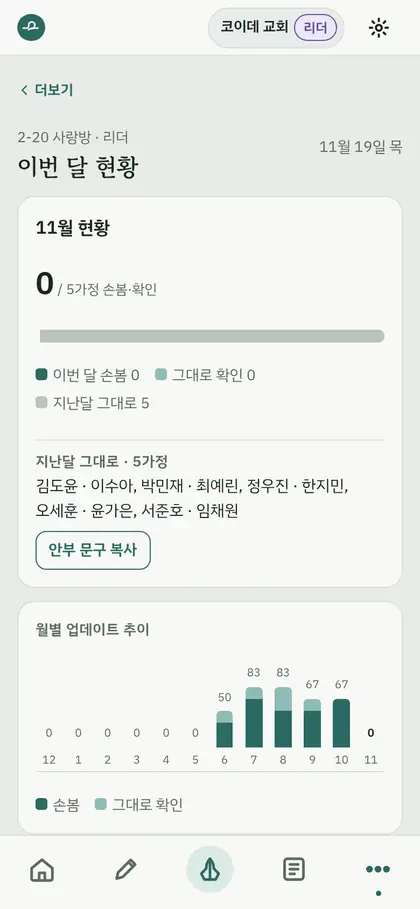 코이데 교회 리더
더보기
2-20 사랑방 · 리더
이번 달 현황
11월 19일 목
11월 현황
0 / 5가정 손봄·확인
이번 달 손봄 0 그대로 확인 0
지난달 그대로 5
지난달 그대로 · 5가정
김도윤 · 이수아, 박민재 · 최예린, 정우진 · 한지민,
오세훈 · 윤가은, 서준호 · 임채원
안부 문구 복사
월별 업데이트 추이
0 0 0 0 0 0 50 83 83 67 67 0
12 1 2 3 4 5 6 7 8 9 10 11
손봄 그대로 확인